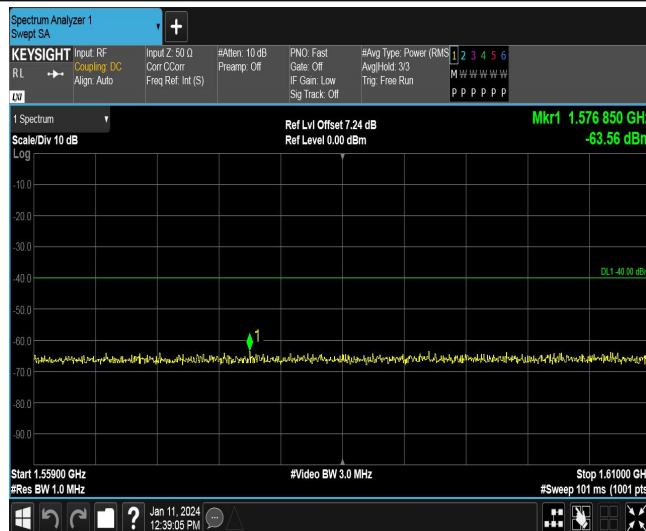 Spectrum Analyzer 1
Swept SA
+
KEYSIGHT
RL
LXI
Input: RF
Coupling: DC
Align: Auto
Input Z: 50 Ω
Corr CCorr
Freq Ref: Int (S)
#Atten: 10 dB
Preamp: Off
PNO: Fast
Gate: Off
IF Gain: Low
Sig Track: Off
#Avg Type: Power (RMS
Avg|Hold: 3/3
Trig: Free Run
1 2 3 4 5 6
M W W W W W
P P P P P P
1 Spectrum
Scale/Div 10 dB
Log
Ref Lvl Offset 7.24 dB
Ref Level 0.00 dBm
Mkr1 1.576 850 GHz
-63.56 dBm
-10.0
-20.0
-30.0
-40.0
DL1 -40.00 dBm
-50.0
-60.0
1
-70.0
-80.0
-90.0
Start 1.55900 GHz
#Res BW 1.0 MHz
#Video BW 3.0 MHz
Stop 1.61000 GHz
#Sweep 101 ms (1001 pts)
?
Jan 11, 2024
12:39:05 PM